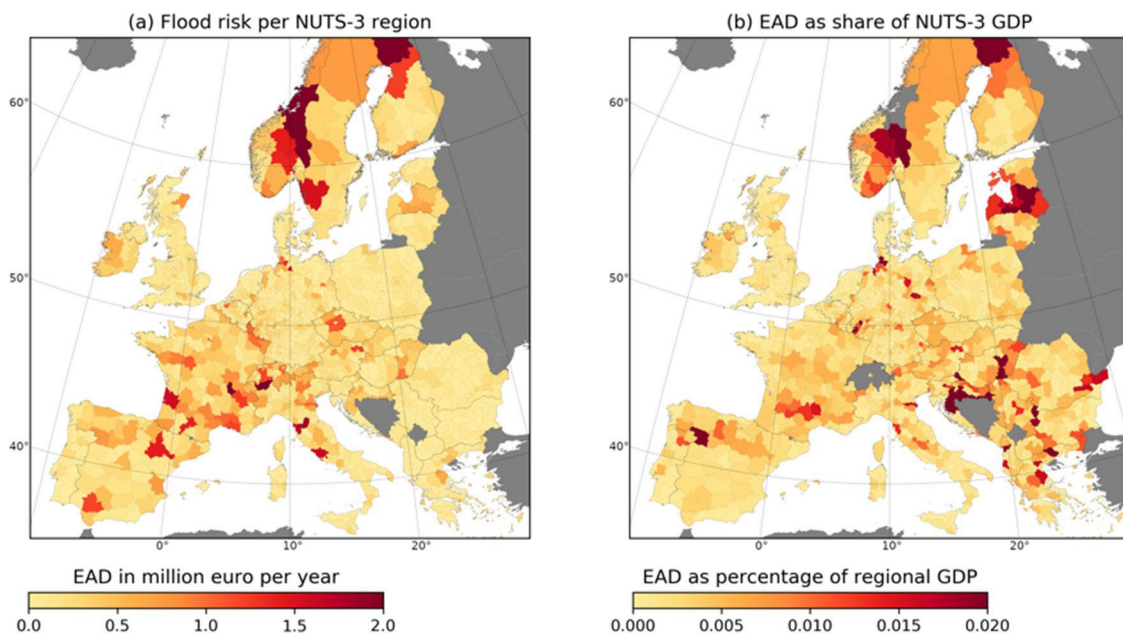 (a) Flood risk per NUTS-3 region
(b) EAD as share of NUTS-3 GDP
60°
50°
40°
0°
10°
20°
60°
50°
40°
0°
10°
20°
EAD in million euro per year
0.0 0.5 1.0 1.5 2.0
EAD as percentage of regional GDP
0.000 0.005 0.010 0.015 0.020